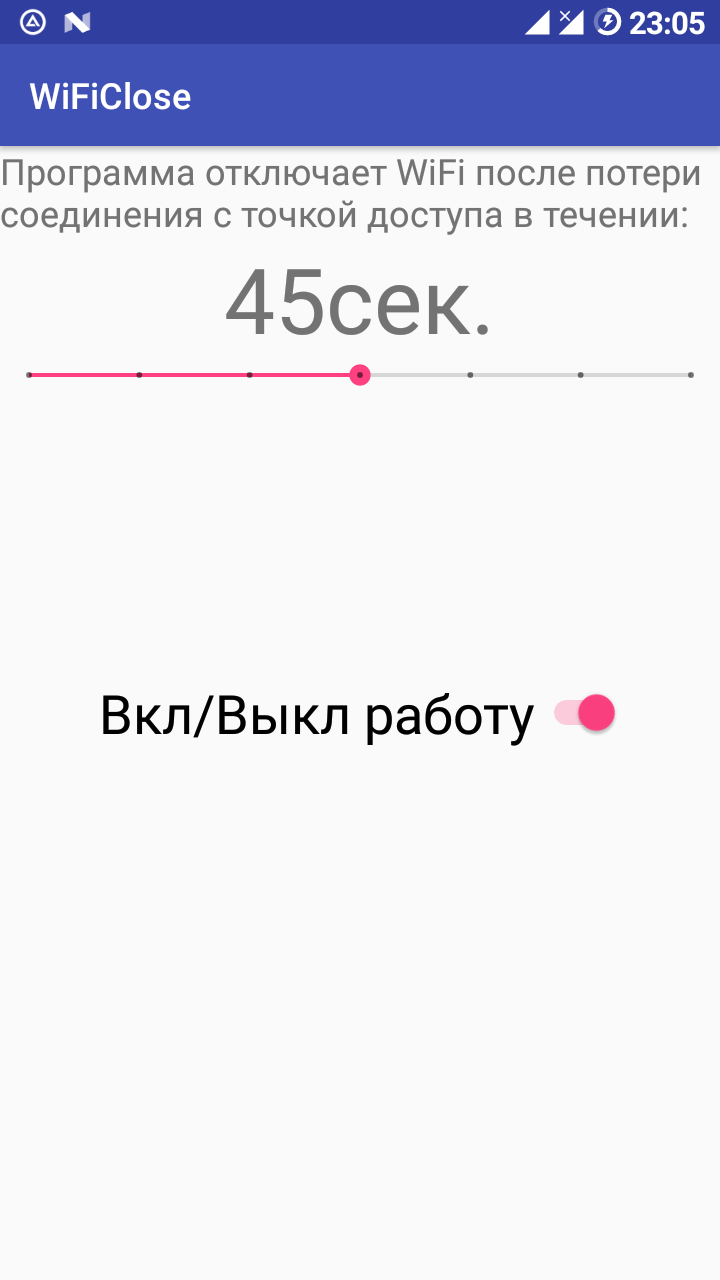 23:05
WiFiClose
Программа отключает WiFi после потери
соединения с точкой доступа в течении:
45сек.
Вкл/Выкл работу